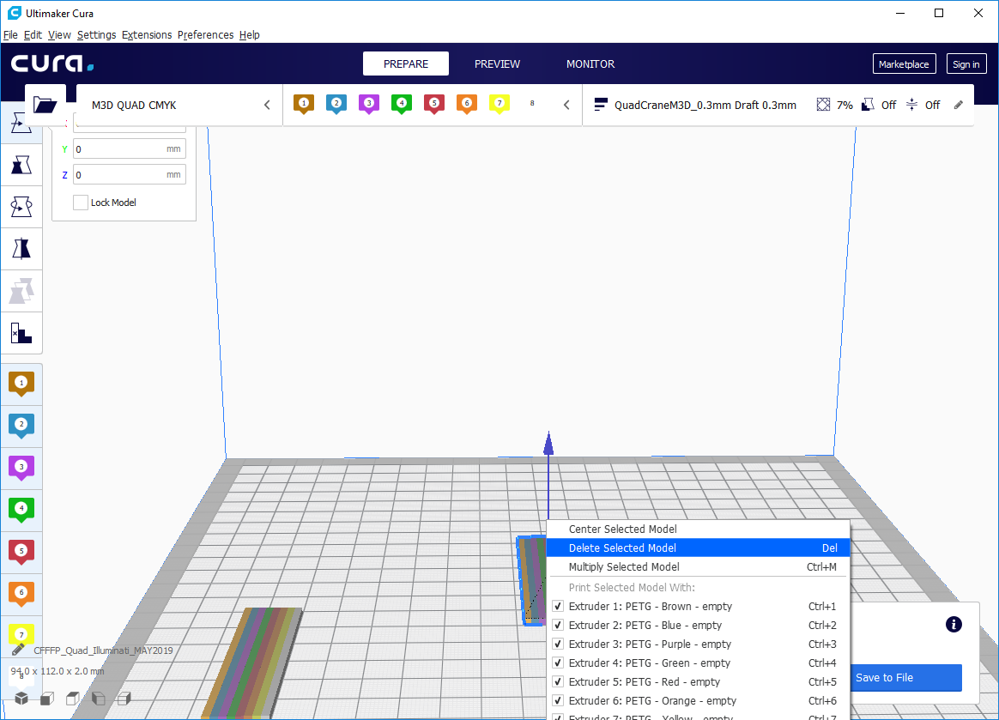 Ultimaker Cura
File Edit View Settings Extensions Preferences Help
cura.
PREPARE PREVIEW MONITOR
Marketplace Sign in
M3D QUAD CMYK
1 2 3 4 5 6 7 8
QuadCraneM3D_0.3mm Draft 0.3mm 7% Off Off
Y 0 mm
Z 0 mm
Lock Model
1
2
3
4
5
6
7
8
CFFFP_Quad_Illuminati_MAY2019
94.0 x 112.0 x 2.0 mm
Center Selected Model
Delete Selected Model Del
Multiply Selected Model Ctrl+M
Print Selected Model With:
Extruder 1: PETG - Brown - empty Ctrl+1
Extruder 2: PETG - Blue - empty Ctrl+2
Extruder 3: PETG - Purple - empty Ctrl+3
Extruder 4: PETG - Green - empty Ctrl+4
Extruder 5: PETG - Red - empty Ctrl+5
Extruder 6: PETG - Orange - empty Ctrl+6
Extruder 7: PETG - Yellow - empty Ctrl+7
Save to File